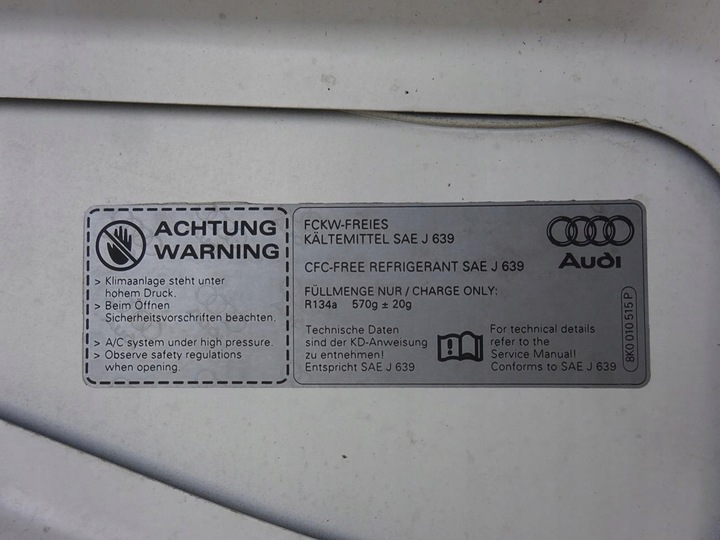 ACHTUNG
WARNING
> Klimaanlage steht unter
hohem Druck.
> Beim Öffnen
Sicherheitsvorschriften beachten.
> A/C system under high pressure.
> Observe safety regulations
when opening.
FCKW-FREIES
KÄLTEMITTEL SAE J 639
CFC-FREE REFRIGERANT SAE J 639
FÜLLMENGE NUR / CHARGE ONLY:
R134a 570g ± 20g
Technische Daten
sind der KD-Anweisung
zu entnehmen!
Entspricht SAE J 639
For technical details
refer to the
Service Manual!
Conforms to SAE J 639
Audi
8K0 010 515 P